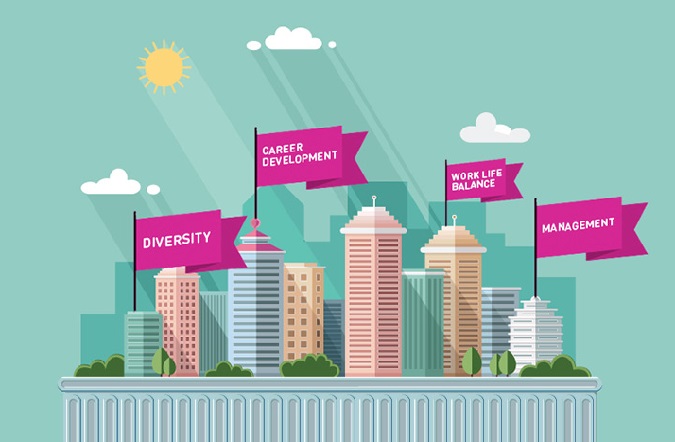 DIVERSITY
CAREER
DEVELOPMENT
WORK LIFE
BALANCE
MANAGEMENT